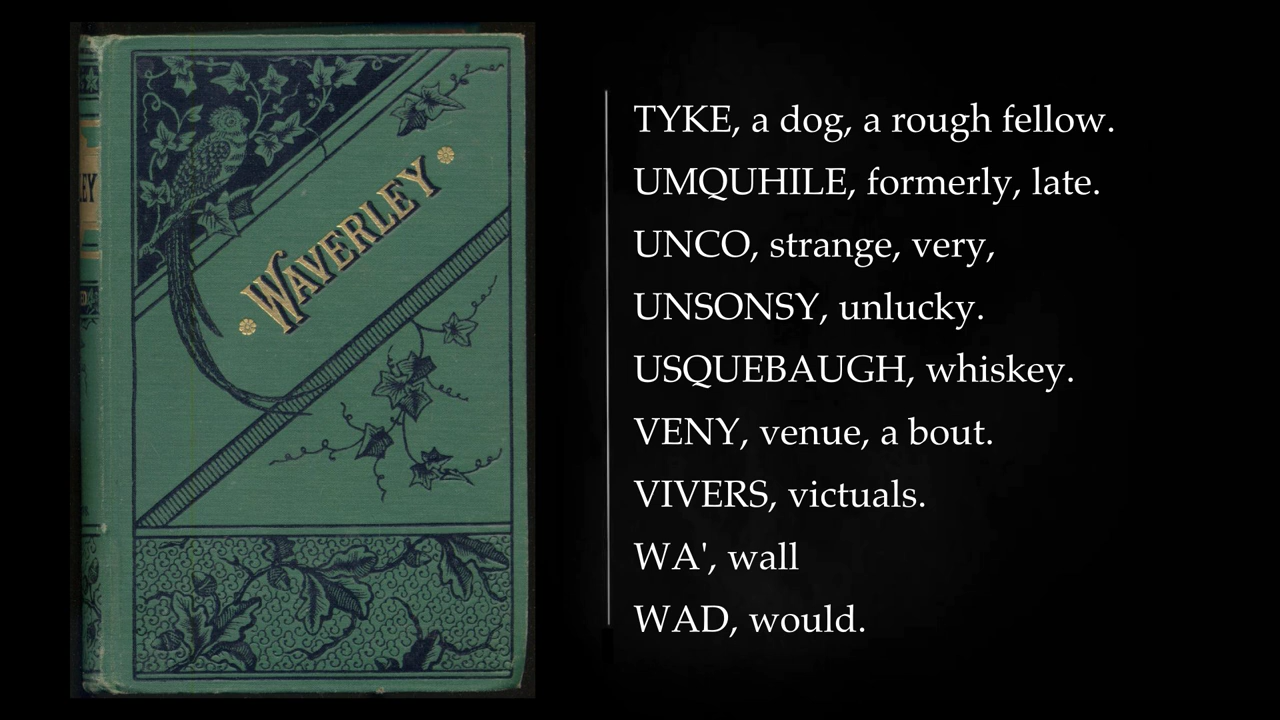 WAVERLEY
EY
TYKE, a dog, a rough fellow.
UMQUHILE, formerly, late.
UNCO, strange, very,
UNSONSY, unlucky.
USQUEBAUGH, whiskey.
VENY, venue, a bout.
VIVERS, victuals.
WA', wall
WAD, would.